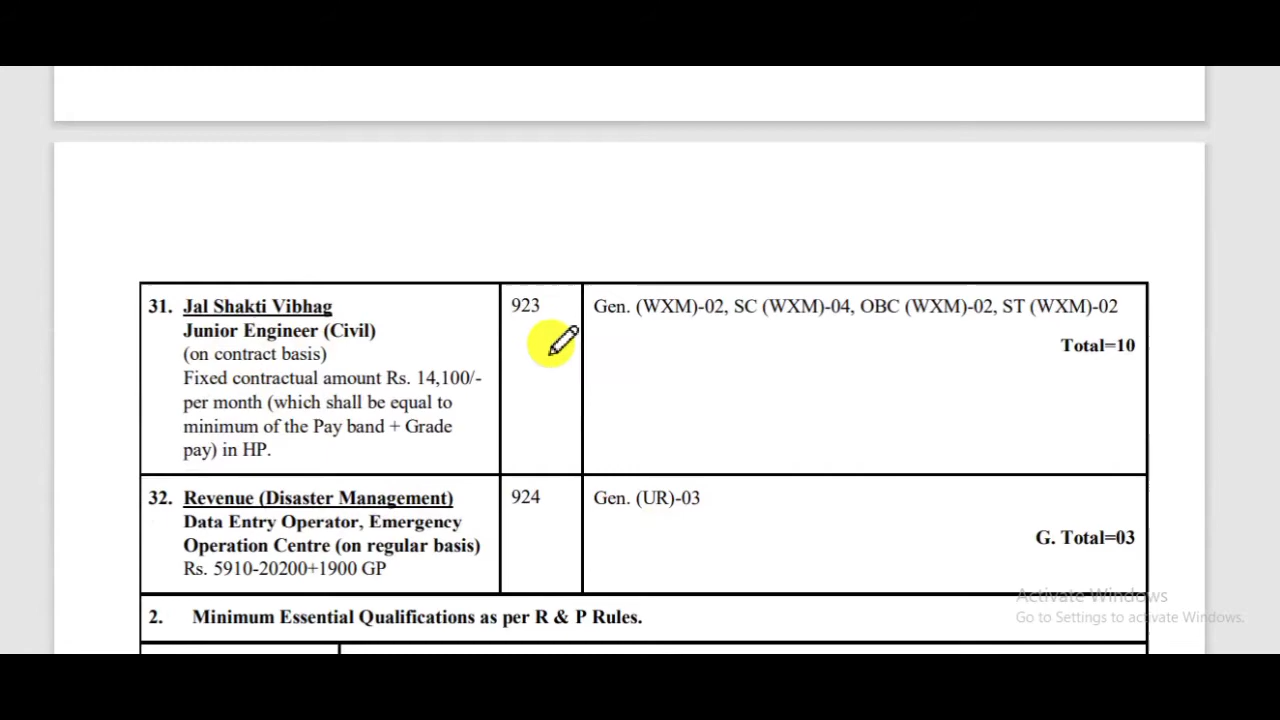 31. Jal Shakti Vibhag
Junior Engineer (Civil)
(on contract basis)
Fixed contractual amount Rs. 14,100/-
per month (which shall be equal to
minimum of the Pay band + Grade
pay) in HP.
923
Gen. (WXM)-02, SC (WXM)-04, OBC (WXM)-02, ST (WXM)-02
Total=10
32. Revenue (Disaster Management)
Data Entry Operator, Emergency
Operation Centre (on regular basis)
Rs. 5910-20200+1900 GP
924
Gen. (UR)-03
G. Total=03
2. Minimum Essential Qualifications as per R & P Rules.
Activate Windows
Go to Settings to activate Windows.